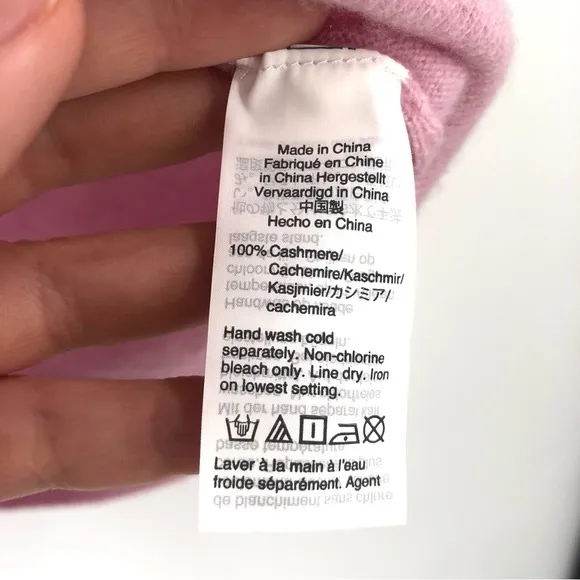 Made in China
Fabriqué en Chine
in China Hergestellt
Vervaardigd in China
中国製
Hecho en China
100% Cashmere/
Cachemire/Kaschmir/
Kasjmier/カシミア/
cachemira
Hand wash cold
separately. Non-chlorine
bleach only. Line dry. Iron
on lowest setting.
Laver à la main à l'eau
froide séparément. Agent